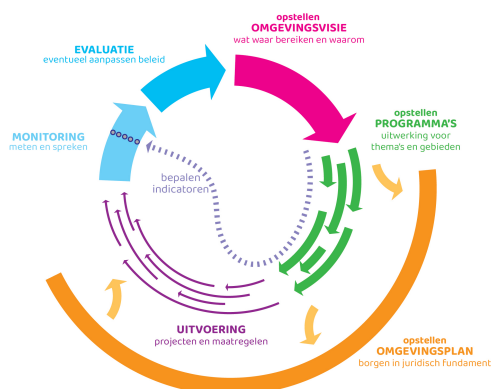 opstellen
OMGEVINGSVISIE
wat waar bereiken en waarom
EVALUATIE
eventueel aanpassen beleid
opstellen
PROGRAMMA'S
uitwerking voor
thema's en gebieden
MONITORING
meten en spreken
bepalen
indicatoren
UITVOERING
projecten en maatregelen
opstellen
OMGEVINGSPLAN
borgen in juridisch fundament